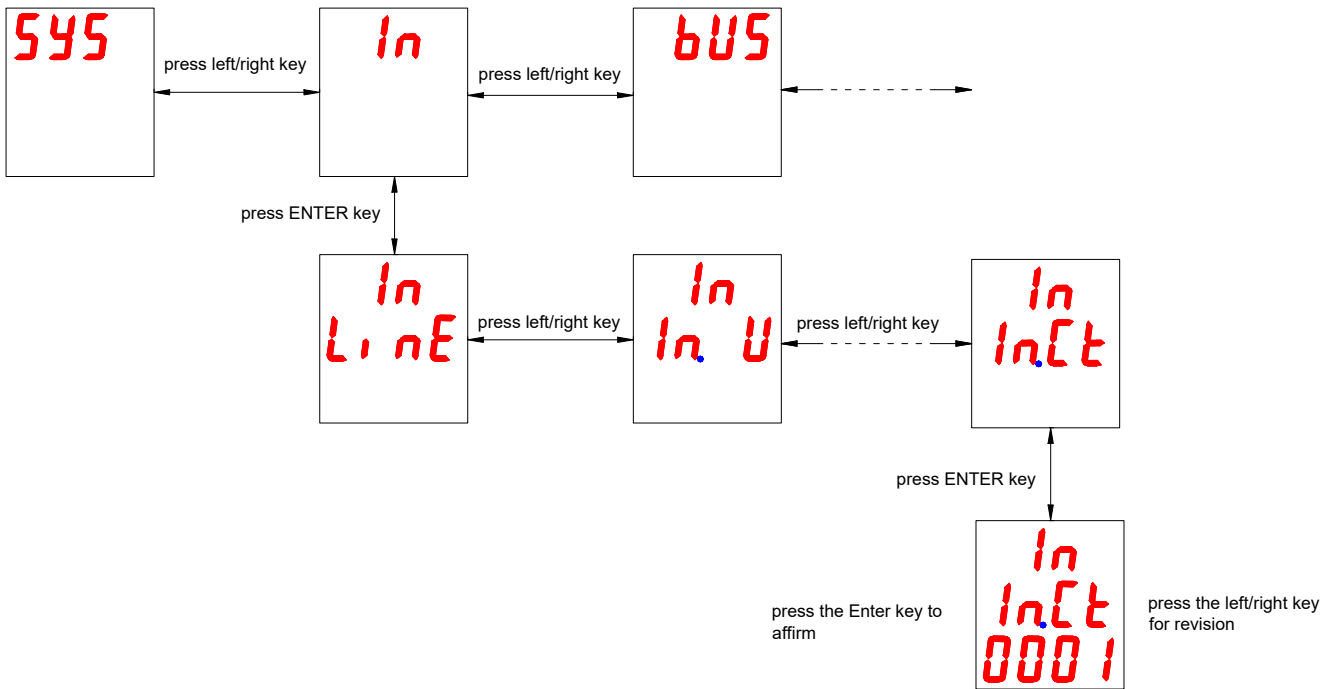 SYS
In
bUS
press left/right key
press left/right key
press ENTER key
In
LinE
In
In. U
In
In.Ct
press left/right key
press left/right key
press ENTER key
In
In.Ct
0001
press the Enter key to
affirm
press the left/right key
for revision